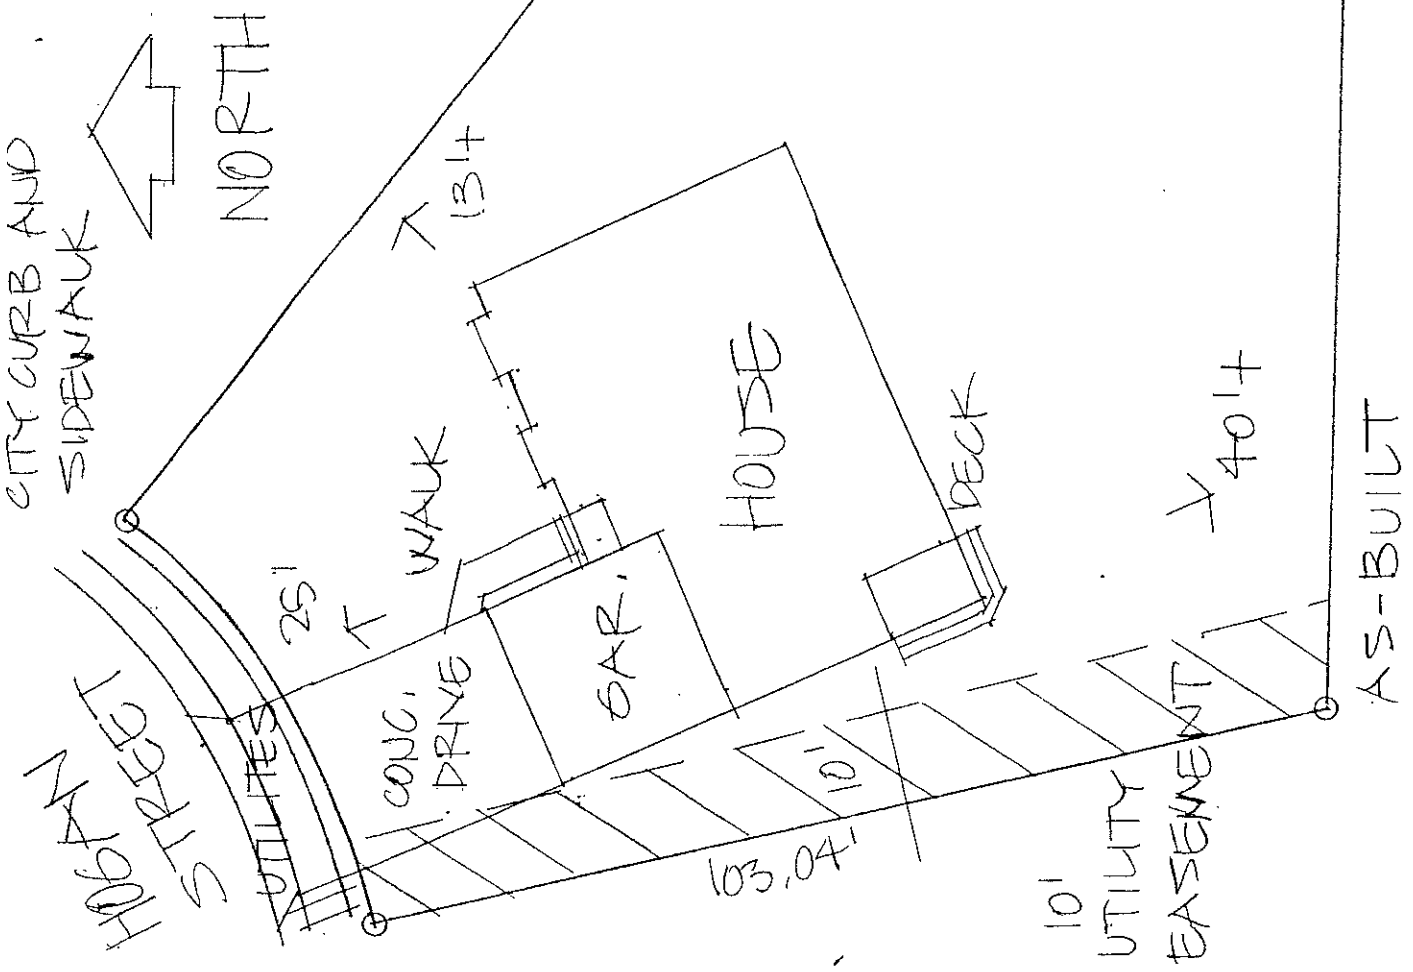 CITY CURB AND
SIDEWALK
NORTH
13'+
HOGAN
STREET
UTILITIES
25'
WALK
CONC.
DRIVE
GAR.
HOUSE
DECK
10'
103.04'
40'+
10'
UTILITY
EASEMENT
AS-BUILT